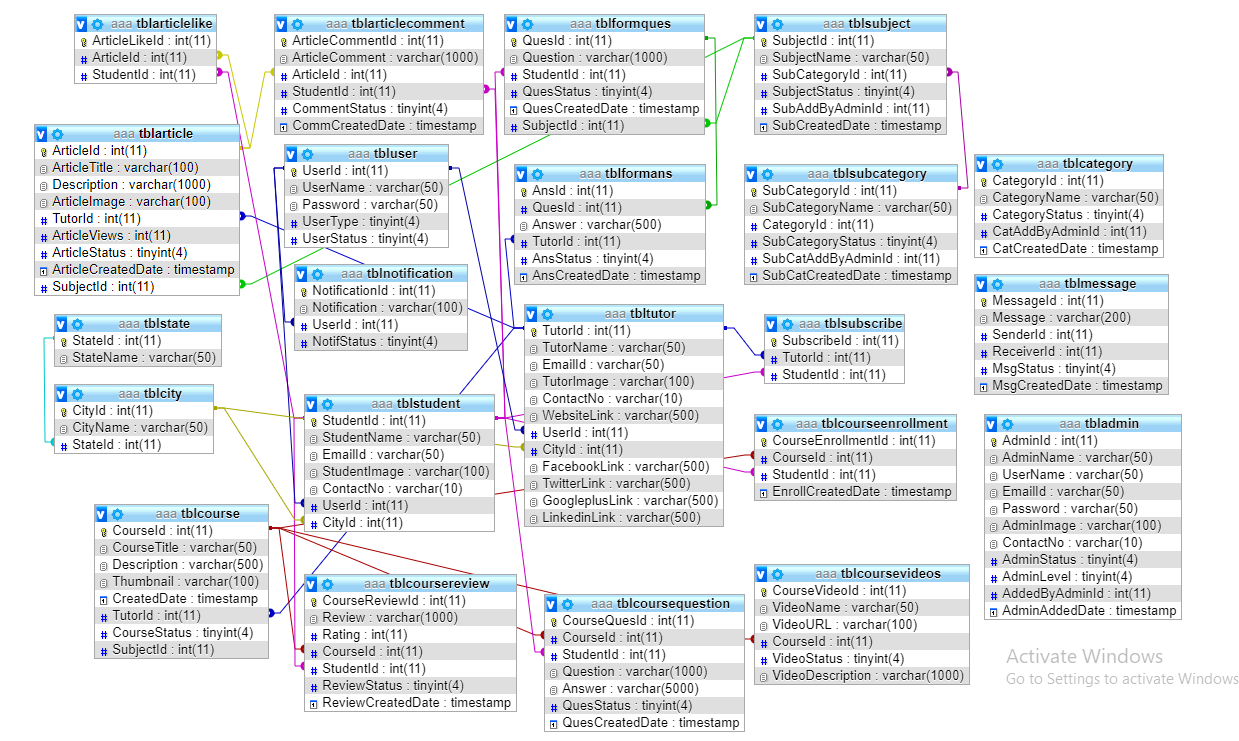 aaa tblarticlelike
ArticleLikeId : int(11)
ArticleId : int(11)
StudentId : int(11)
aaa tblarticlecomment
ArticleCommentId : int(11)
ArticleComment : varchar(1000)
ArticleId : int(11)
StudentId : int(11)
CommentStatus : tinyint(4)
CommCreatedDate : timestamp
aaa tblformques
QuesId : int(11)
Question : varchar(1000)
StudentId : int(11)
QuesStatus : tinyint(4)
QuesCreatedDate : timestamp
SubjectId : int(11)
aaa tblsubject
SubjectId : int(11)
SubjectName : varchar(50)
SubCategoryId : int(11)
SubjectStatus : tinyint(4)
SubAddByAdminId : int(11)
SubCreatedDate : timestamp
aaa tblarticle
ArticleId : int(11)
ArticleTitle : varchar(100)
Description : varchar(1000)
ArticleImage : varchar(100)
TutorId : int(11)
ArticleViews : int(11)
ArticleStatus : tinyint(4)
ArticleCreatedDate : timestamp
SubjectId : int(11)
aaa tbluser
UserId : int(11)
UserName : varchar(50)
Password : varchar(50)
UserType : tinyint(4)
UserStatus : tinyint(4)
aaa tblformans
AnsId : int(11)
QuesId : int(11)
Answer : varchar(500)
TutorId : int(11)
AnsStatus : tinyint(4)
AnsCreatedDate : timestamp
aaa tblsubcategory
SubCategoryId : int(11)
SubCategoryName : varchar(50)
CategoryId : int(11)
SubCategoryStatus : tinyint(4)
SubCatAddByAdminId : int(11)
SubCatCreatedDate : timestamp
aaa tblcategory
CategoryId : int(11)
CategoryName : varchar(50)
CategoryStatus : tinyint(4)
CatAddByAdminId : int(11)
CatCreatedDate : timestamp
aaa tblnotification
NotificationId : int(11)
Notification : varchar(100)
UserId : int(11)
NotifStatus : tinyint(4)
aaa tblmessage
MessageId : int(11)
Message : varchar(200)
SenderId : int(11)
ReceiverId : int(11)
MsgStatus : tinyint(4)
MsgCreatedDate : timestamp
aaa tblstate
StateId : int(11)
StateName : varchar(50)
aaa tbltutor
TutorId : int(11)
TutorName : varchar(50)
EmailId : varchar(50)
TutorImage : varchar(100)
ContactNo : varchar(10)
WebsiteLink : varchar(500)
UserId : int(11)
CityId : int(11)
FacebookLink : varchar(500)
TwitterLink : varchar(500)
GoogleplusLink : varchar(500)
LinkedinLink : varchar(500)
aaa tblsubscribe
SubscribeId : int(11)
TutorId : int(11)
StudentId : int(11)
aaa tblcity
CityId : int(11)
CityName : varchar(50)
StateId : int(11)
aaa tblstudent
StudentId : int(11)
StudentName : varchar(50)
EmailId : varchar(50)
StudentImage : varchar(100)
ContactNo : varchar(10)
UserId : int(11)
CityId : int(11)
aaa tblcourseenrollment
CourseEnrollmentId : int(11)
CourseId : int(11)
StudentId : int(11)
EnrollCreatedDate : timestamp
aaa tbladmin
AdminId : int(11)
AdminName : varchar(50)
UserName : varchar(50)
EmailId : varchar(50)
Password : varchar(50)
AdminImage : varchar(100)
ContactNo : varchar(10)
AdminStatus : tinyint(4)
AdminLevel : tinyint(4)
AddedByAdminId : int(11)
AdminAddedDate : timestamp
aaa tblcourse
CourseId : int(11)
CourseTitle : varchar(50)
Description : varchar(500)
Thumbnail : varchar(100)
CreatedDate : timestamp
TutorId : int(11)
CourseStatus : tinyint(4)
SubjectId : int(11)
aaa tblcoursereview
CourseReviewId : int(11)
Review : varchar(1000)
Rating : int(11)
CourseId : int(11)
StudentId : int(11)
ReviewStatus : tinyint(4)
ReviewCreatedDate : timestamp
aaa tblcoursequestion
CourseQuesId : int(11)
CourseId : int(11)
StudentId : int(11)
Question : varchar(1000)
Answer : varchar(5000)
QuesStatus : tinyint(4)
QuesCreatedDate : timestamp
aaa tblcoursevideos
CourseVideoId : int(11)
VideoName : varchar(50)
VideoURL : varchar(100)
CourseId : int(11)
VideoStatus : tinyint(4)
VideoDescription : varchar(1000)
Activate Windows
Go to Settings to activate Windows